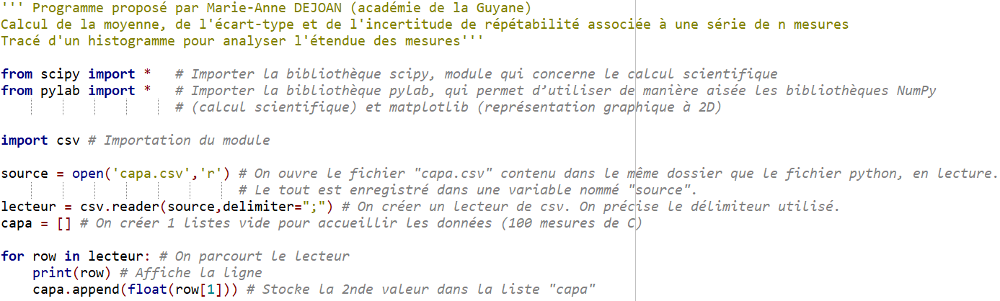 ''' Programme proposé par Marie-Anne DEJOAN (académie de la Guyane)
Calcul de la moyenne, de l'écart-type et de l'incertitude de répétabilité associée à une série de n mesures
Tracé d'un histogramme pour analyser l'étendue des mesures'''
from scipy import *   # Importer la bibliothèque scipy, module qui concerne le calcul scientifique
from pylab import *   # Importer la bibliothèque pylab, qui permet d’utiliser de manière aisée les bibliothèques NumPy
                      # (calcul scientifique) et matplotlib (représentation graphique à 2D)
import csv # Importation du module
source = open('capa.csv','r') # On ouvre le fichier "capa.csv" contenu dans le même dossier que le fichier python, en lecture.
                              # Le tout est enregistré dans une variable nommé "source".
lecteur = csv.reader(source,delimiter=";") # On créer un lecteur de csv. On précise le délimiteur utilisé.
capa = [] # On créer 1 listes vide pour accueillir les données (100 mesures de C)
for row in lecteur: # On parcourt le lecteur
    print(row) # Affiche la ligne
    capa.append(float(row[1])) # Stocke la 2nde valeur dans la liste "capa"